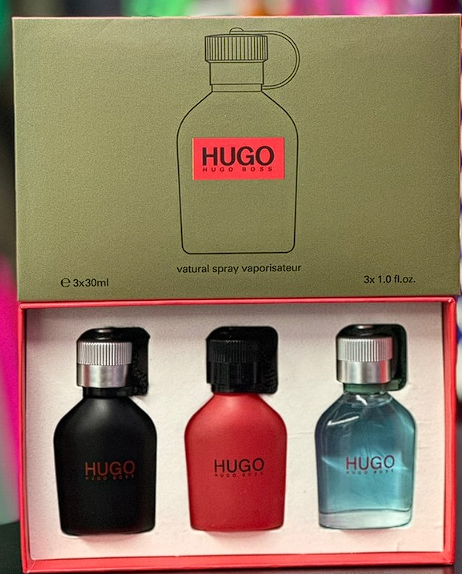 HUGO
HUGO BOSS
vatural spray vaporisateur
℮ 3x30ml
3x 1.0 fl.oz.
HUGO
HUGO BOSS
HUGO
HUGO BOSS
HUGO
HUGO BOSS